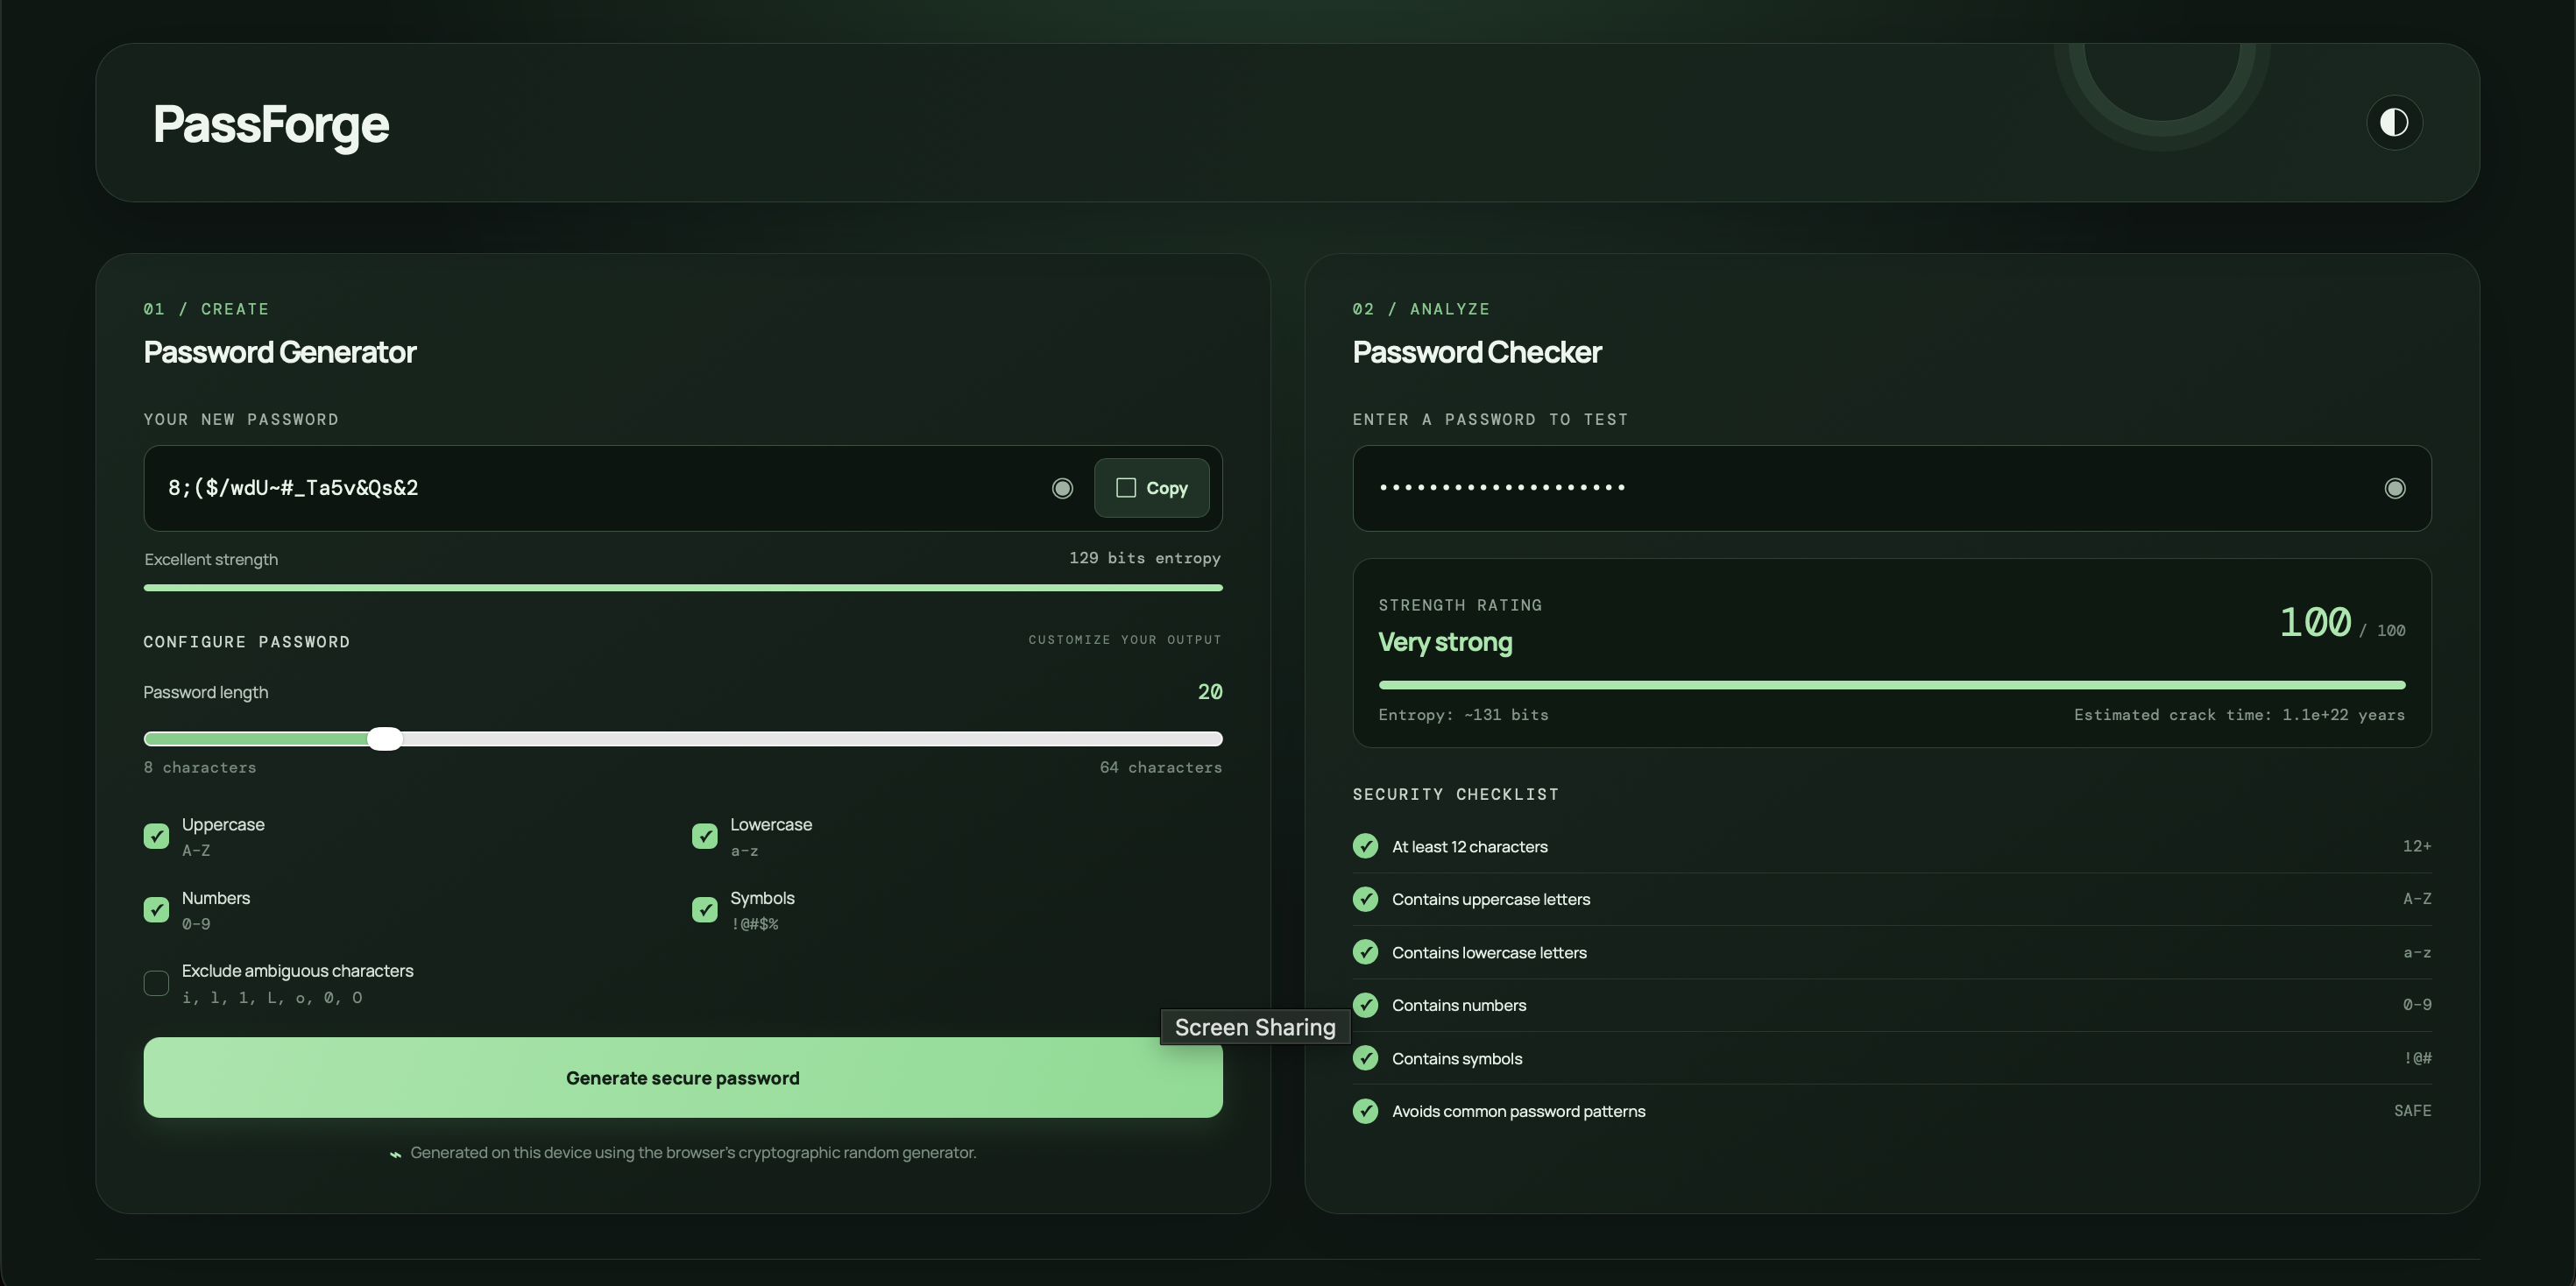 PassForge
01 / CREATE
Password Generator
YOUR NEW PASSWORD
8;($/wdU~#_Ta5v&Qs&2
Copy
Excellent strength
129 bits entropy
CONFIGURE PASSWORD
CUSTOMIZE YOUR OUTPUT
Password length
20
8 characters
64 characters
Uppercase
A–Z
Lowercase
a–z
Numbers
0–9
Symbols
!@#$%
Exclude ambiguous characters
i, l, 1, L, o, 0, O
Generate secure password
Generated on this device using the browser's cryptographic random generator.
02 / ANALYZE
Password Checker
ENTER A PASSWORD TO TEST
••••••••••••••••••••
STRENGTH RATING
Very strong
100 / 100
Entropy: ~131 bits
Estimated crack time: 1.1e+22 years
SECURITY CHECKLIST
At least 12 characters
12+
Contains uppercase letters
A–Z
Contains lowercase letters
a–z
Contains numbers
0–9
Contains symbols
!@#
Avoids common password patterns
SAFE
Screen Sharing